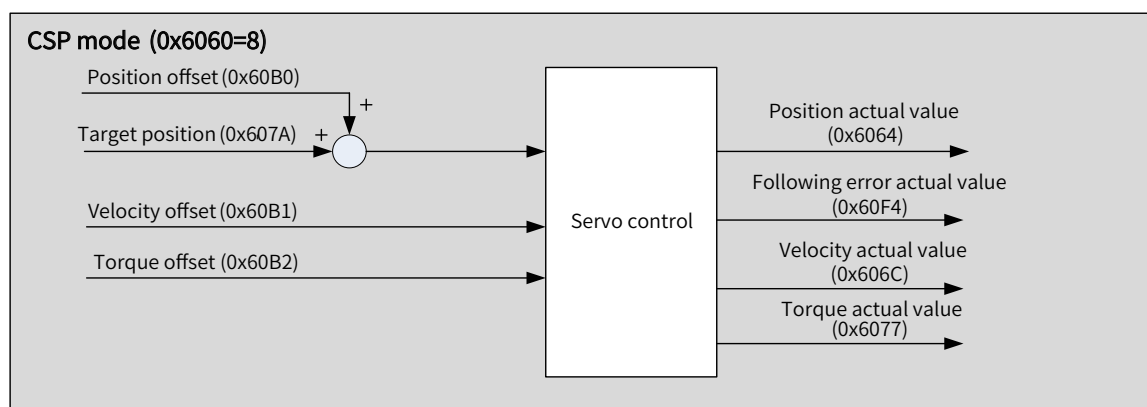 CSP mode (0x6060=8)
Position offset (0x60B0)
+
Target position (0x607A) +
Velocity offset (0x60B1)
Torque offset (0x60B2)
Servo control
Position actual value
(0x6064)
Following error actual value
(0x60F4)
Velocity actual value
(0x606C)
Torque actual value
(0x6077)